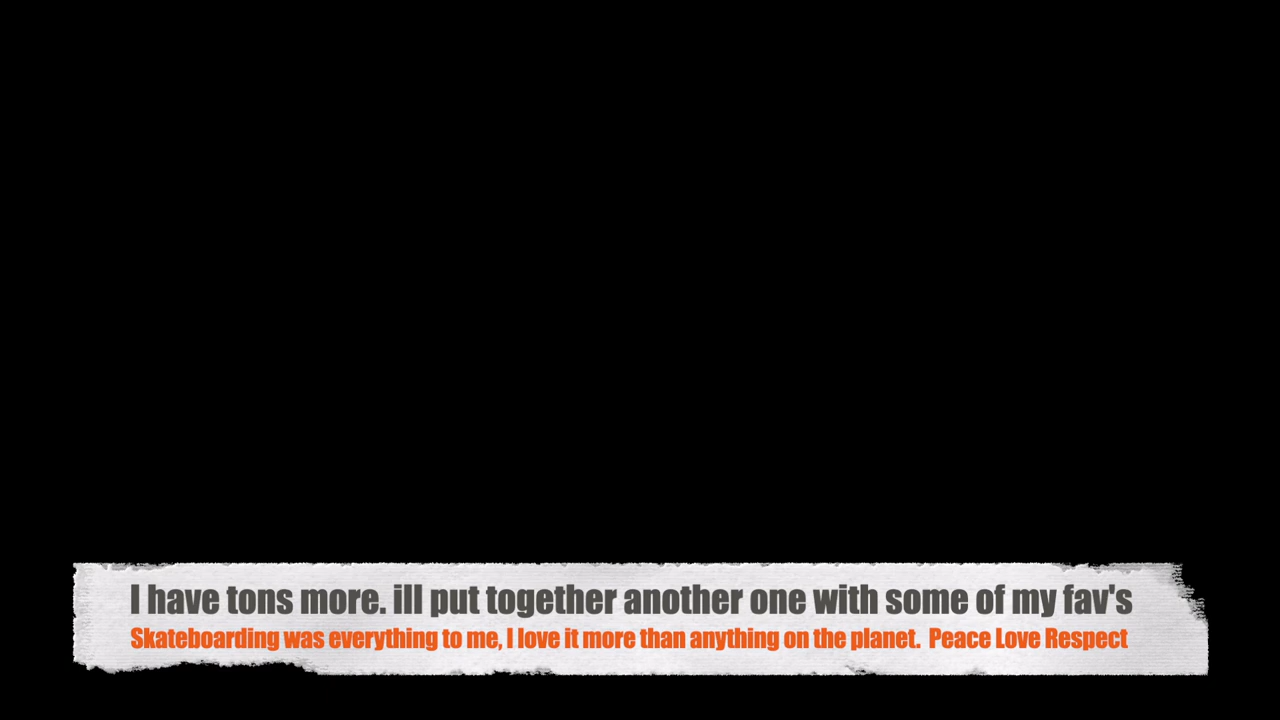 I have tons more. ill put together another one with some of my fav's
Skateboarding was everything to me, I love it more than anything on the planet.  Peace Love Respect